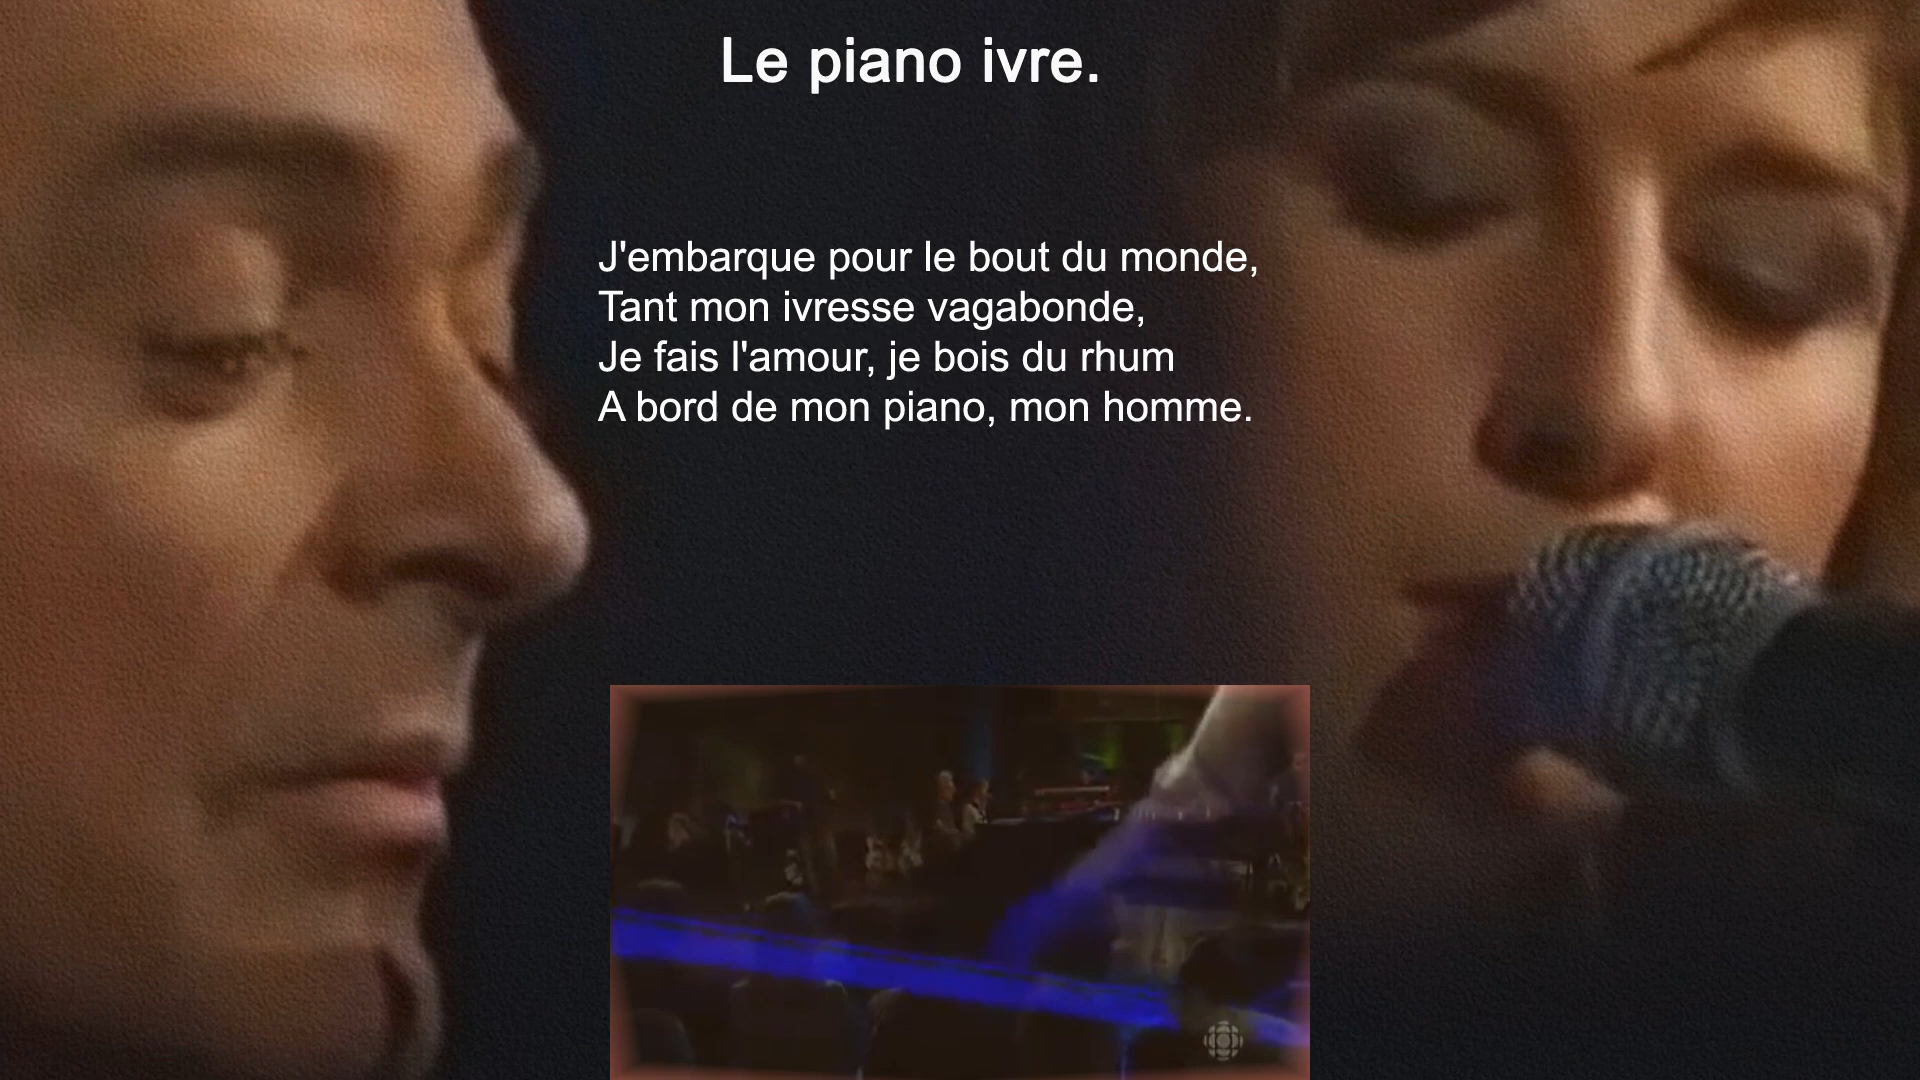 Le piano ivre.
J'embarque pour le bout du monde,
Tant mon ivresse vagabonde,
Je fais l'amour, je bois du rhum
A bord de mon piano, mon homme.